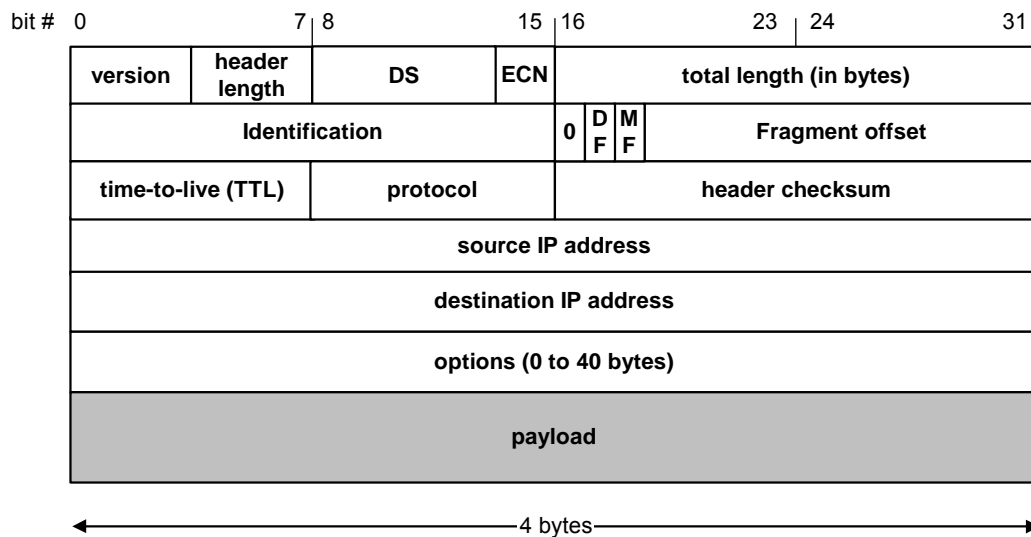 bit # 0 7 8 15 16 23 24 31
version header length DS ECN total length (in bytes)
Identification 0 DF MF Fragment offset
time-to-live (TTL) protocol header checksum
source IP address
destination IP address
options (0 to 40 bytes)
payload
4 bytes